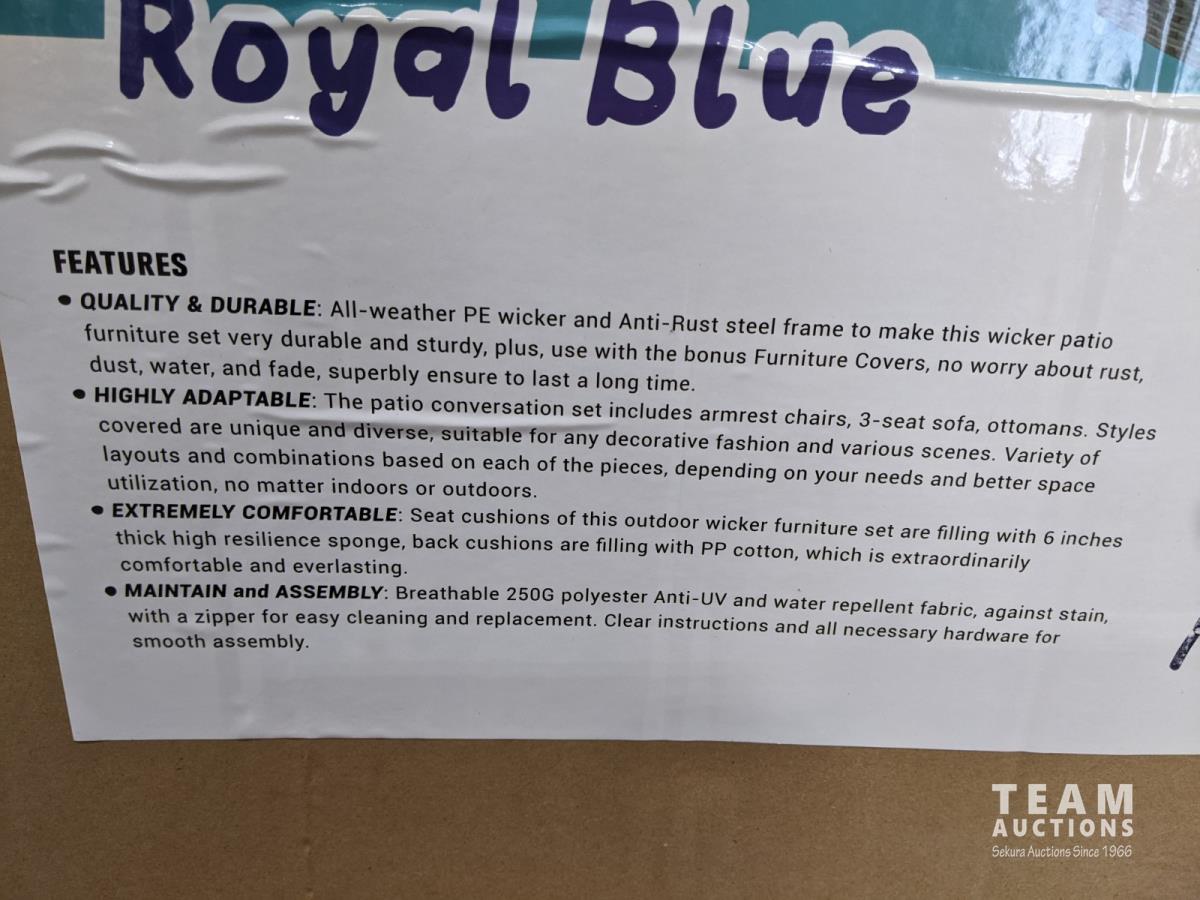 Royal Blue
FEATURES
• QUALITY & DURABLE: All-weather PE wicker and Anti-Rust steel frame to make this wicker patio
furniture set very durable and sturdy, plus, use with the bonus Furniture Covers, no worry about rust,
dust, water, and fade, superbly ensure to last a long time.
• HIGHLY ADAPTABLE: The patio conversation set includes armrest chairs, 3-seat sofa, ottomans. Styles
covered are unique and diverse, suitable for any decorative fashion and various scenes. Variety of
layouts and combinations based on each of the pieces, depending on your needs and better space
utilization, no matter indoors or outdoors.
• EXTREMELY COMFORTABLE: Seat cushions of this outdoor wicker furniture set are filling with 6 inches
thick high resilience sponge, back cushions are filling with PP cotton, which is extraordinarily
comfortable and everlasting.
• MAINTAIN and ASSEMBLY: Breathable 250G polyester Anti-UV and water repellent fabric, against stain,
with a zipper for easy cleaning and replacement. Clear instructions and all necessary hardware for
smooth assembly.
TEAM
AUCTIONS
Sekura Auctions Since 1966